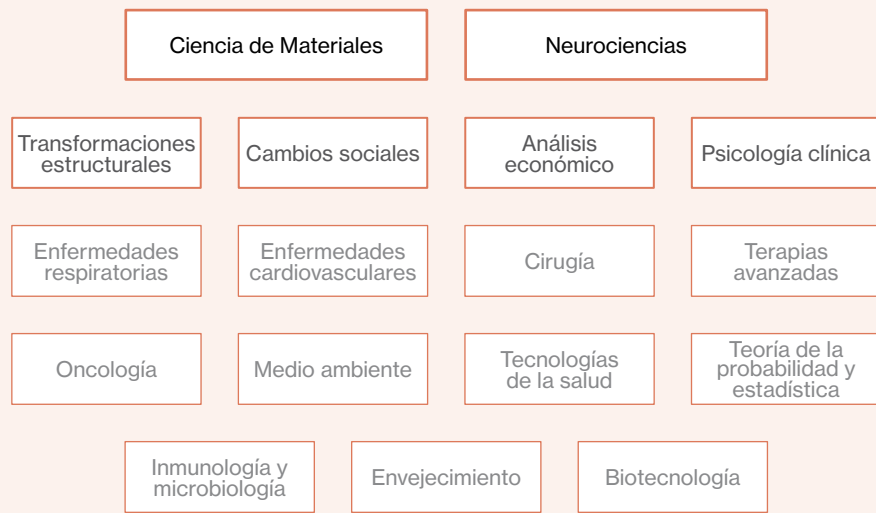 Ciencia de Materiales
Neurociencias
Transformaciones
estructurales
Cambios sociales
Análisis
económico
Psicología clínica
Enfermedades
respiratorias
Enfermedades
cardiovasculares
Cirugía
Terapias
avanzadas
Oncología
Medio ambiente
Tecnologías
de la salud
Teoría de la
probabilidad y
estadística
Inmunología y
microbiología
Envejecimiento
Biotecnología